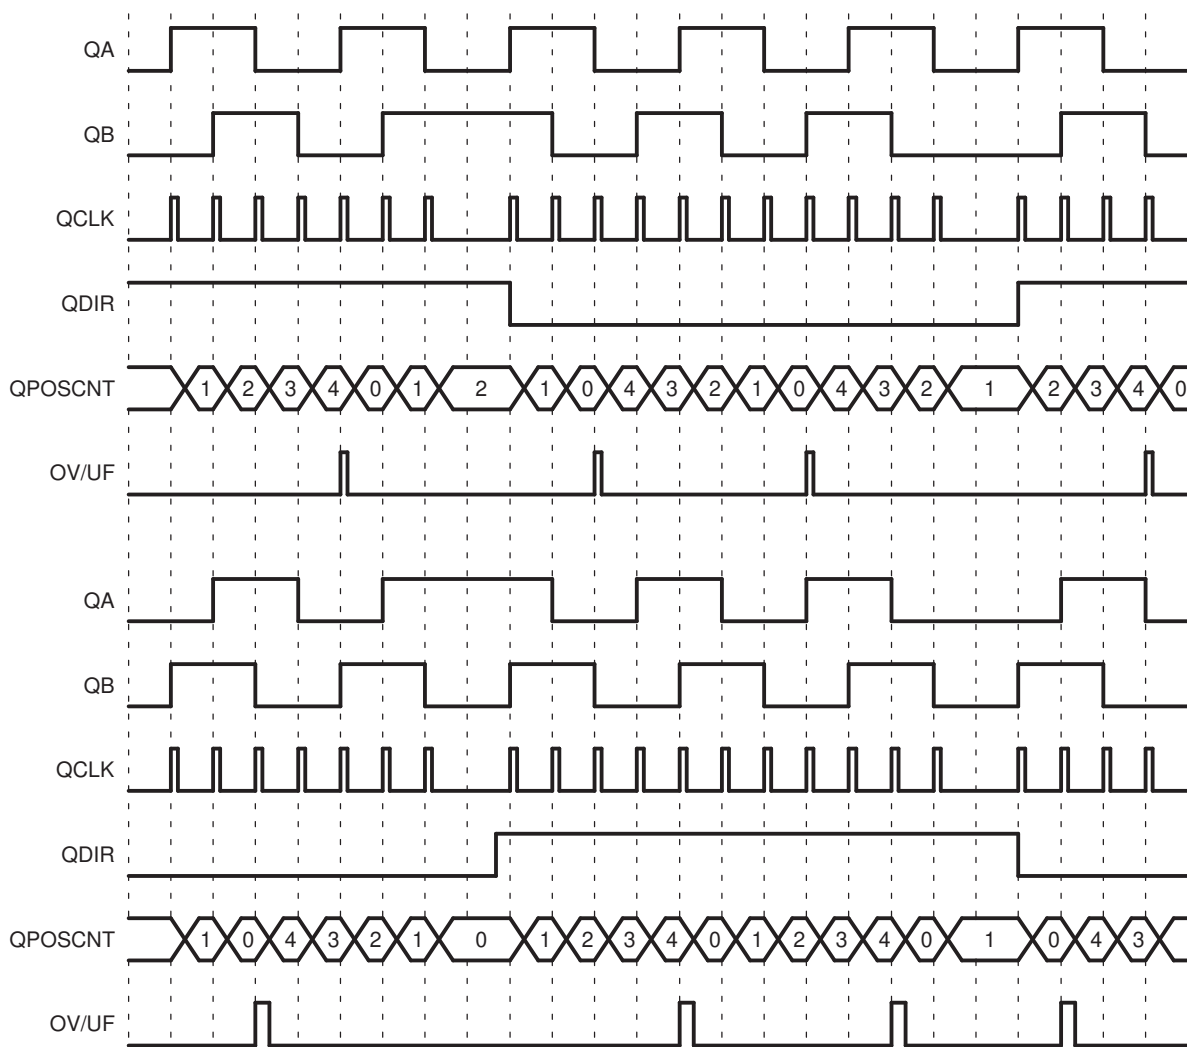 QA
QB
QCLK
QDIR
QPOSCNT 1 2 3 4 0 1 2 1 0 4 3 2 1 0 4 3 2 1 2 3 4 0
OV/UF
QA
QB
QCLK
QDIR
QPOSCNT 1 0 4 3 2 1 0 1 2 3 4 0 1 2 3 4 0 1 0 4 3
OV/UF